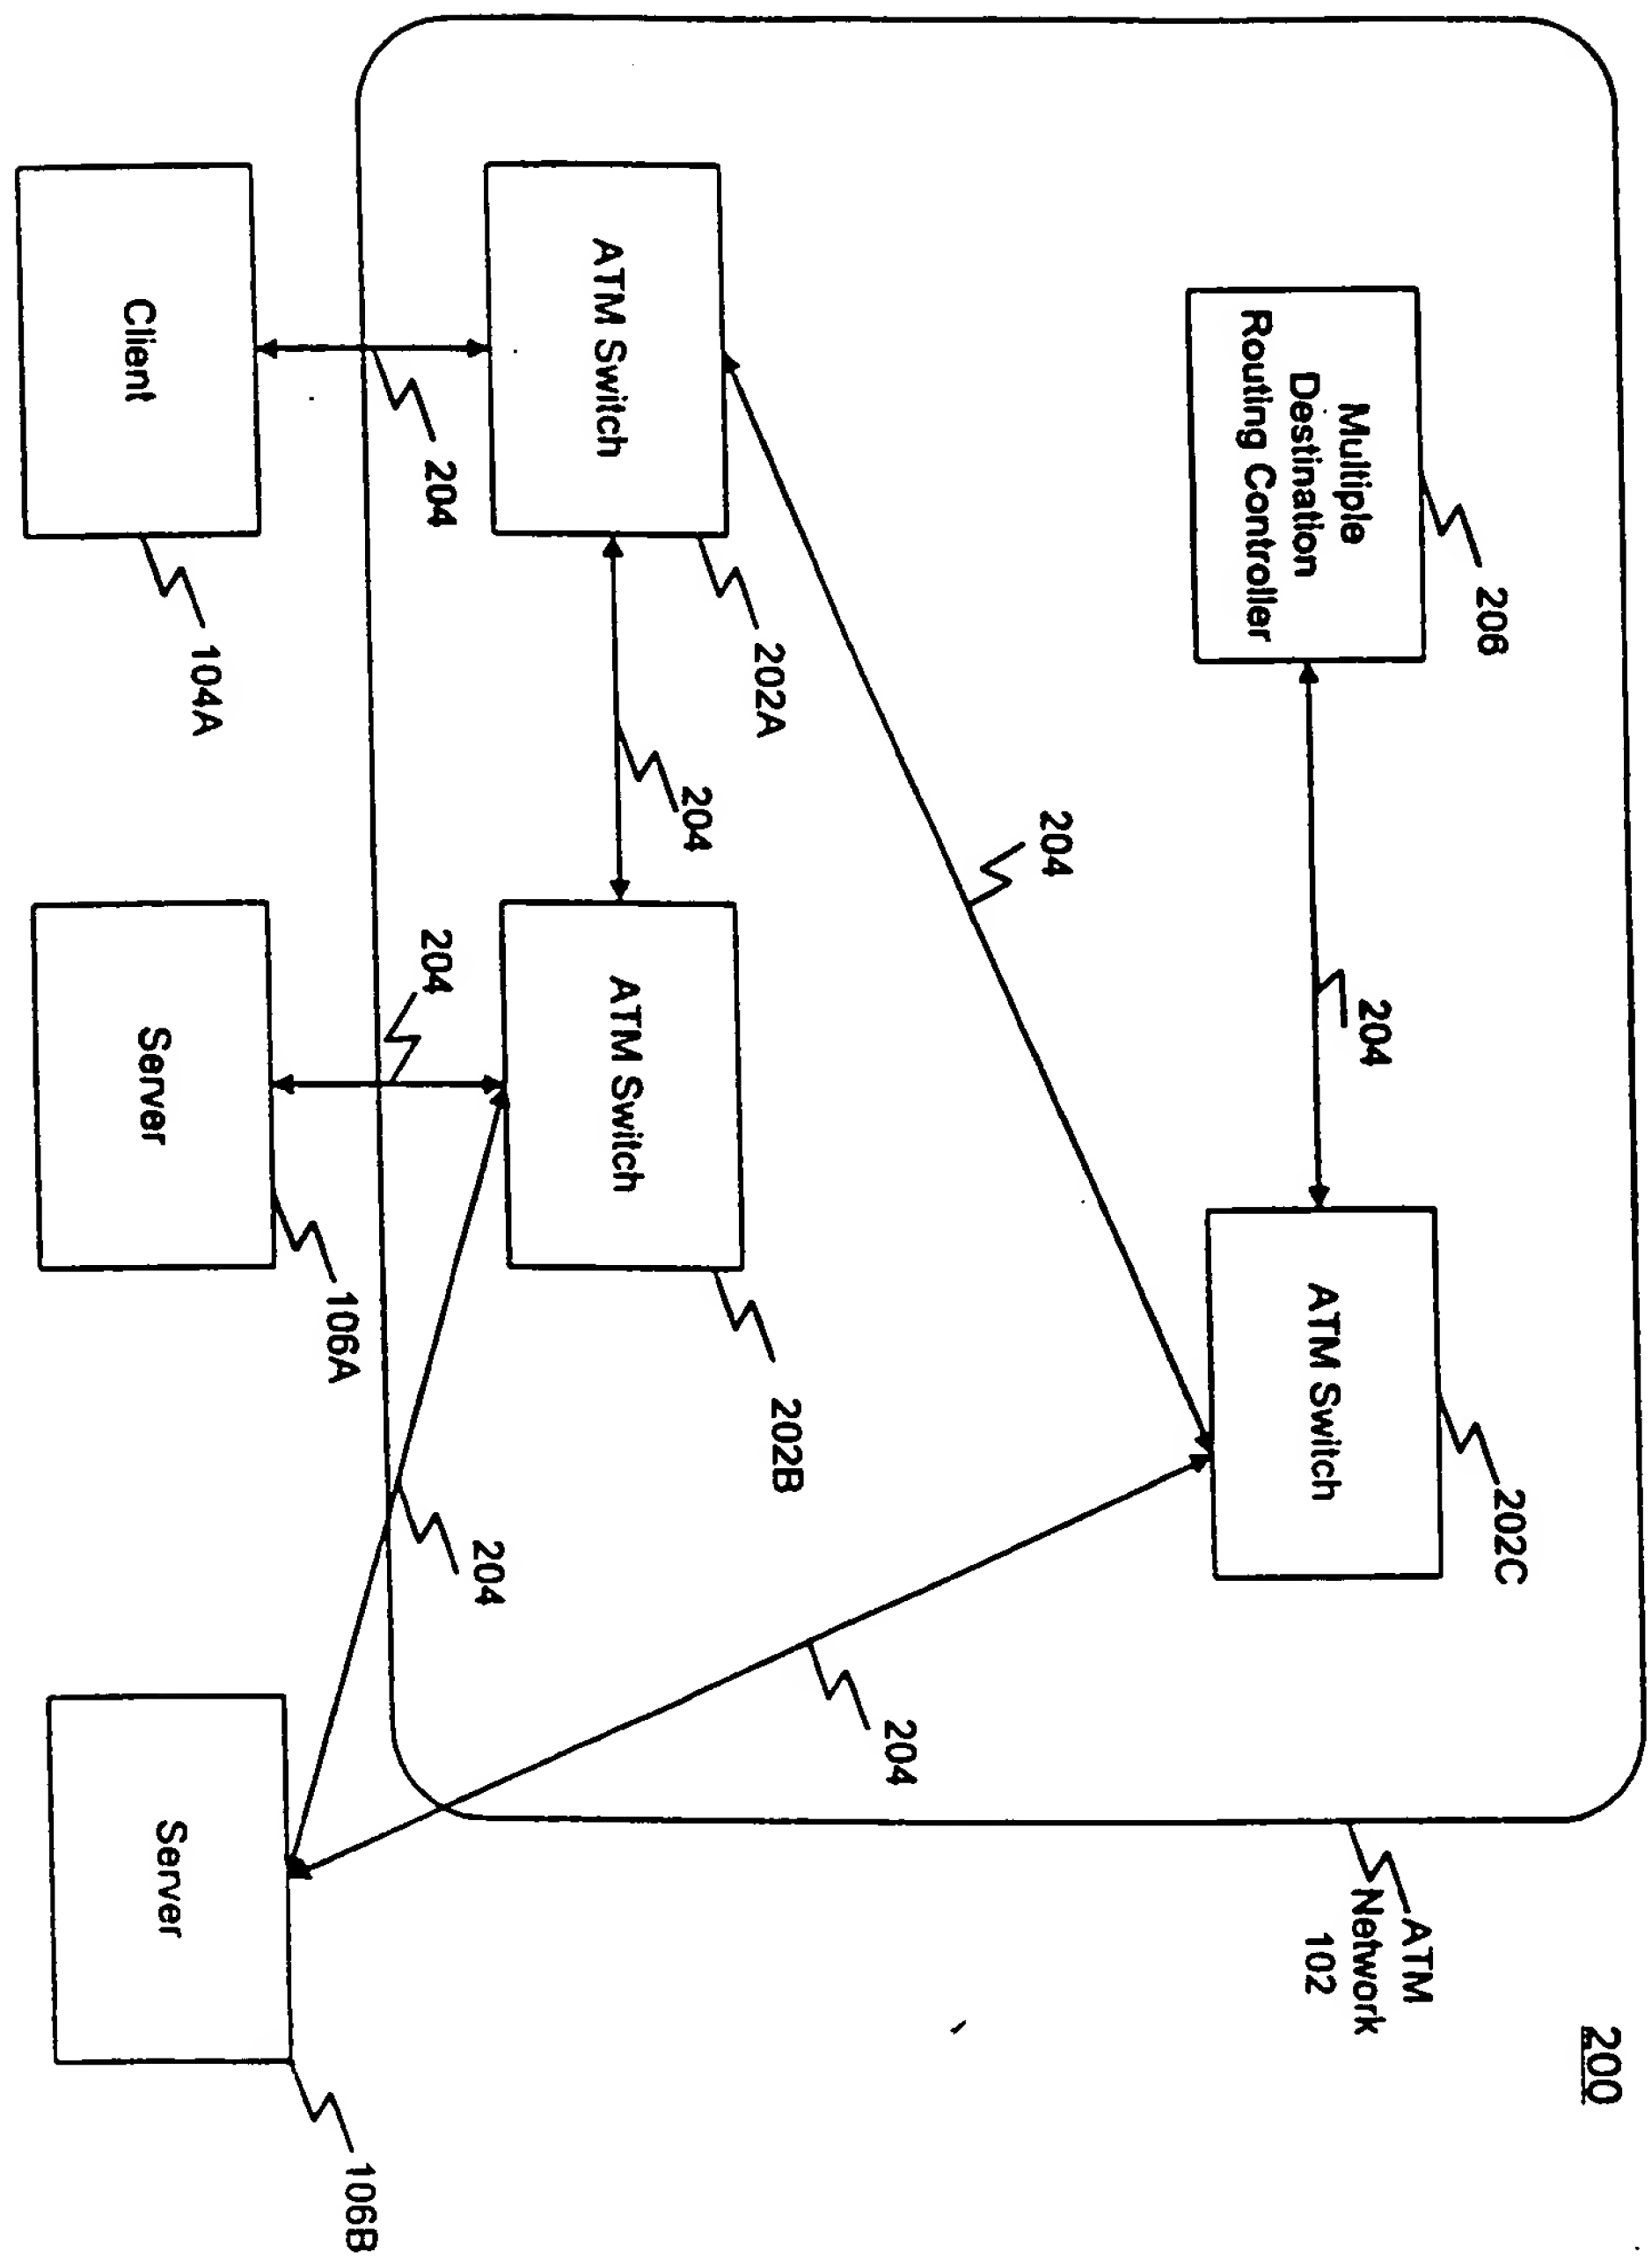 200
ATM
Network
102
206
Multiple
Destination
Routing Controller
204
ATM Switch
202C
204
204
ATM Switch
202A
204
ATM Switch
202B
204
204
204
Client
104A
Server
106A
Server
106B